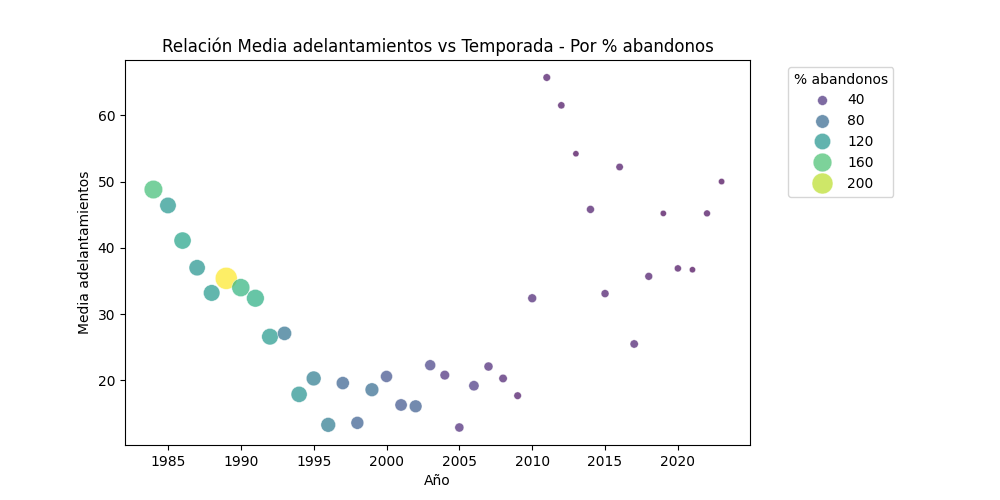 Relación Media adelantamientos vs Temporada - Por % abandonos
Media adelantamientos
60
50
40
30
20
1985 1990 1995 2000 2005 2010 2015 2020
Año
% abandonos
40
80
120
160
200